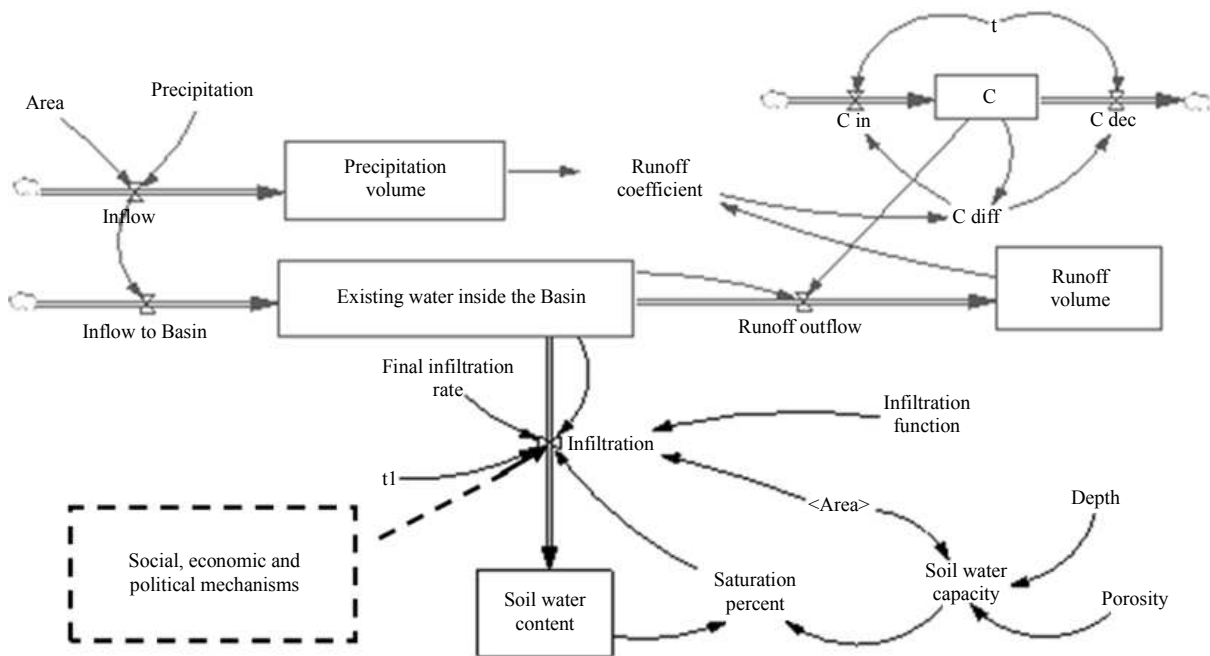 t
Precipitation
Area
C
C in
C dec
Precipitation
volume
Runoff
coefficient
Inflow
C diff
Existing water inside the Basin
Runoff
volume
Inflow to Basin
Runoff outflow
Final infiltration
rate
Infiltration
function
Infiltration
t1
<Area>
Depth
Social, economic and
political mechanisms
Soil water
content
Saturation
percent
Soil water
capacity
Porosity